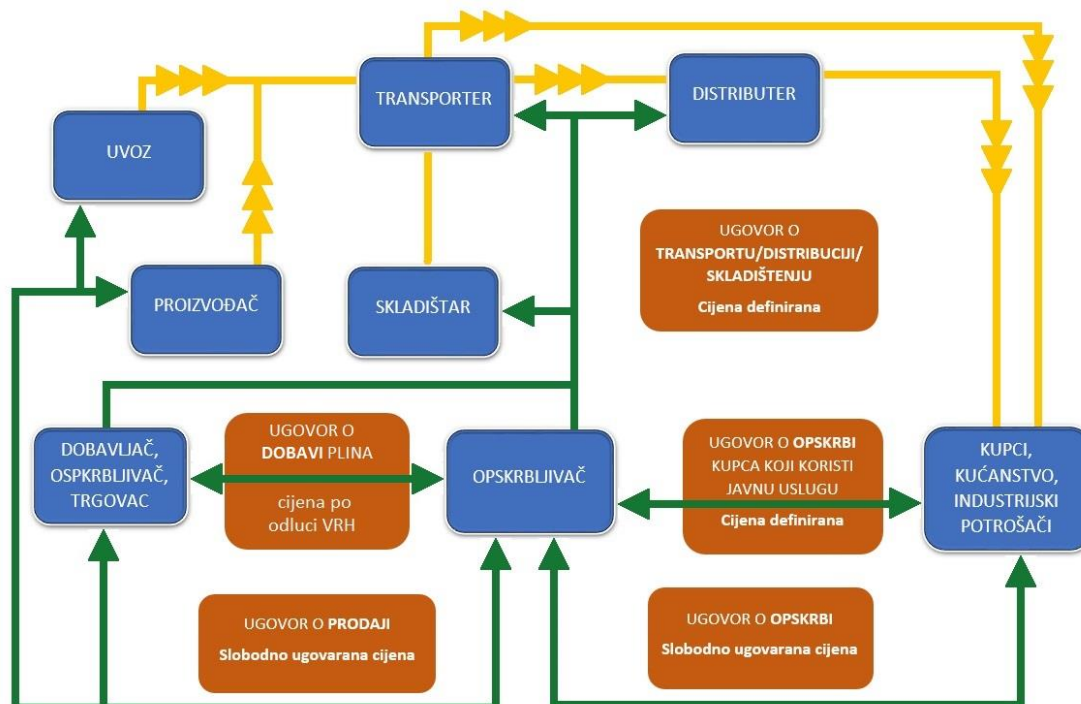 TRANSPORTER
DISTRIBUTER
UVOZ
UGOVOR O
TRANSPORTU/DISTRIBUCIJI/
SKLADIŠTENJU
Cijena definirana
PROIZVOĐAČ
SKLADIŠTAR
DOBAVLJAČ,
OSPKRBLJIVAČ,
TRGOVAC
UGOVOR O
DOBAVI PLINA
cijena po
odluci VRH
OPSKRBLJIVAČ
UGOVOR O OPSKRBI
KUPCA KOJI KORISTI
JAVNU USLUGU
Cijena definirana
KUPCI,
KUĆANSTVO,
INDUSTRIJSKI
POTROŠAČI
UGOVOR O PRODAJI
Slobodno ugovarana cijena
UGOVOR O OPSKRBI
Slobodno ugovarana cijena